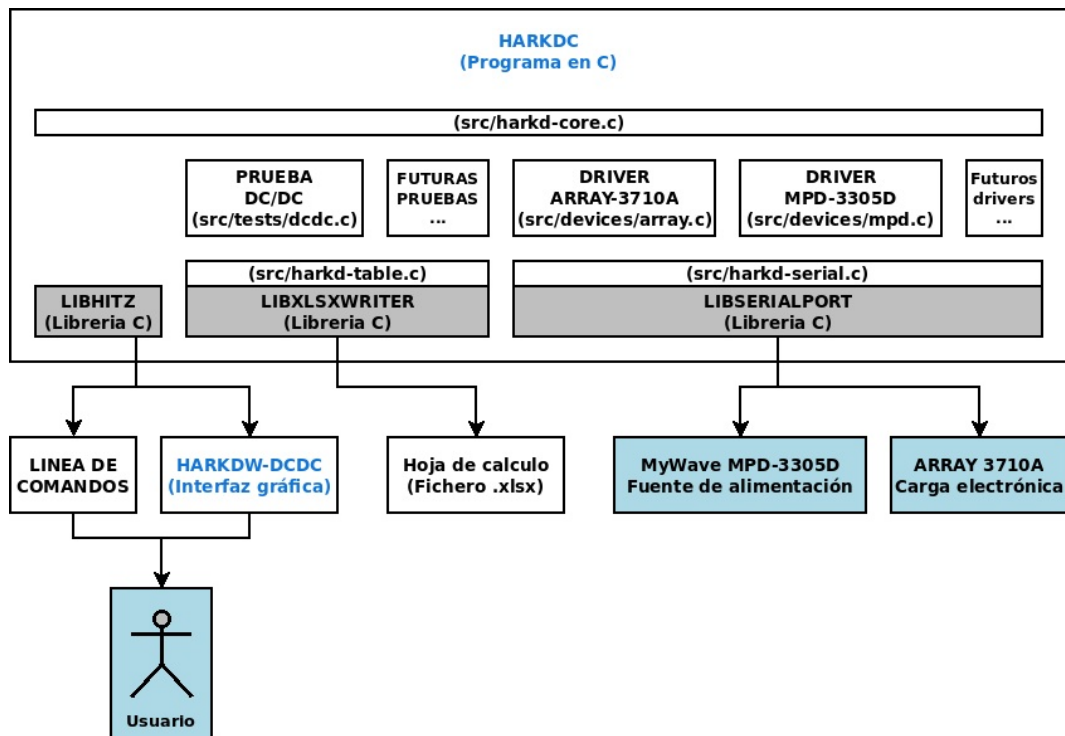 HARKDC
(Programa en C)
(src/harkd-core.c)
PRUEBA
DC/DC
(src/tests/dcdc.c)
FUTURAS
PRUEBAS
...
DRIVER
ARRAY-3710A
(src/devices/array.c)
DRIVER
MPD-3305D
(src/devices/mpd.c)
Futuros
drivers
...
(src/harkd-table.c)
(src/harkd-serial.c)
LIBHITZ
(Libreria C)
LIBXLSXWRITER
(Libreria C)
LIBSERIALPORT
(Libreria C)
LINEA DE
COMANDOS
HARKDW-DCDC
(Interfaz gráfica)
Hoja de calculo
(Fichero .xlsx)
MyWave MPD-3305D
Fuente de alimentación
ARRAY 3710A
Carga electrónica
Usuario